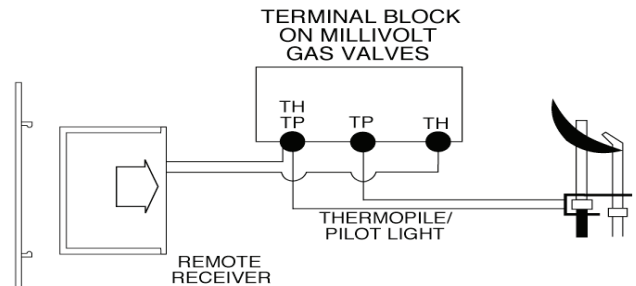 TERMINAL BLOCK
ON MILLIVOLT
GAS VALVES
TH
TP
TP
TH
THERMOPILE/
PILOT LIGHT
REMOTE
RECEIVER